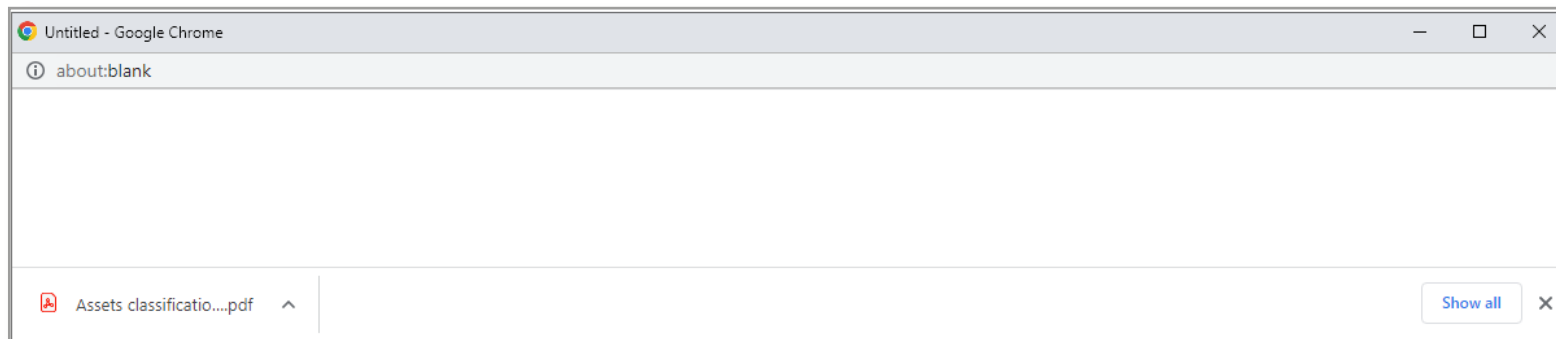 Untitled - Google Chrome
about:blank
Assets classificatio....pdf
Show all